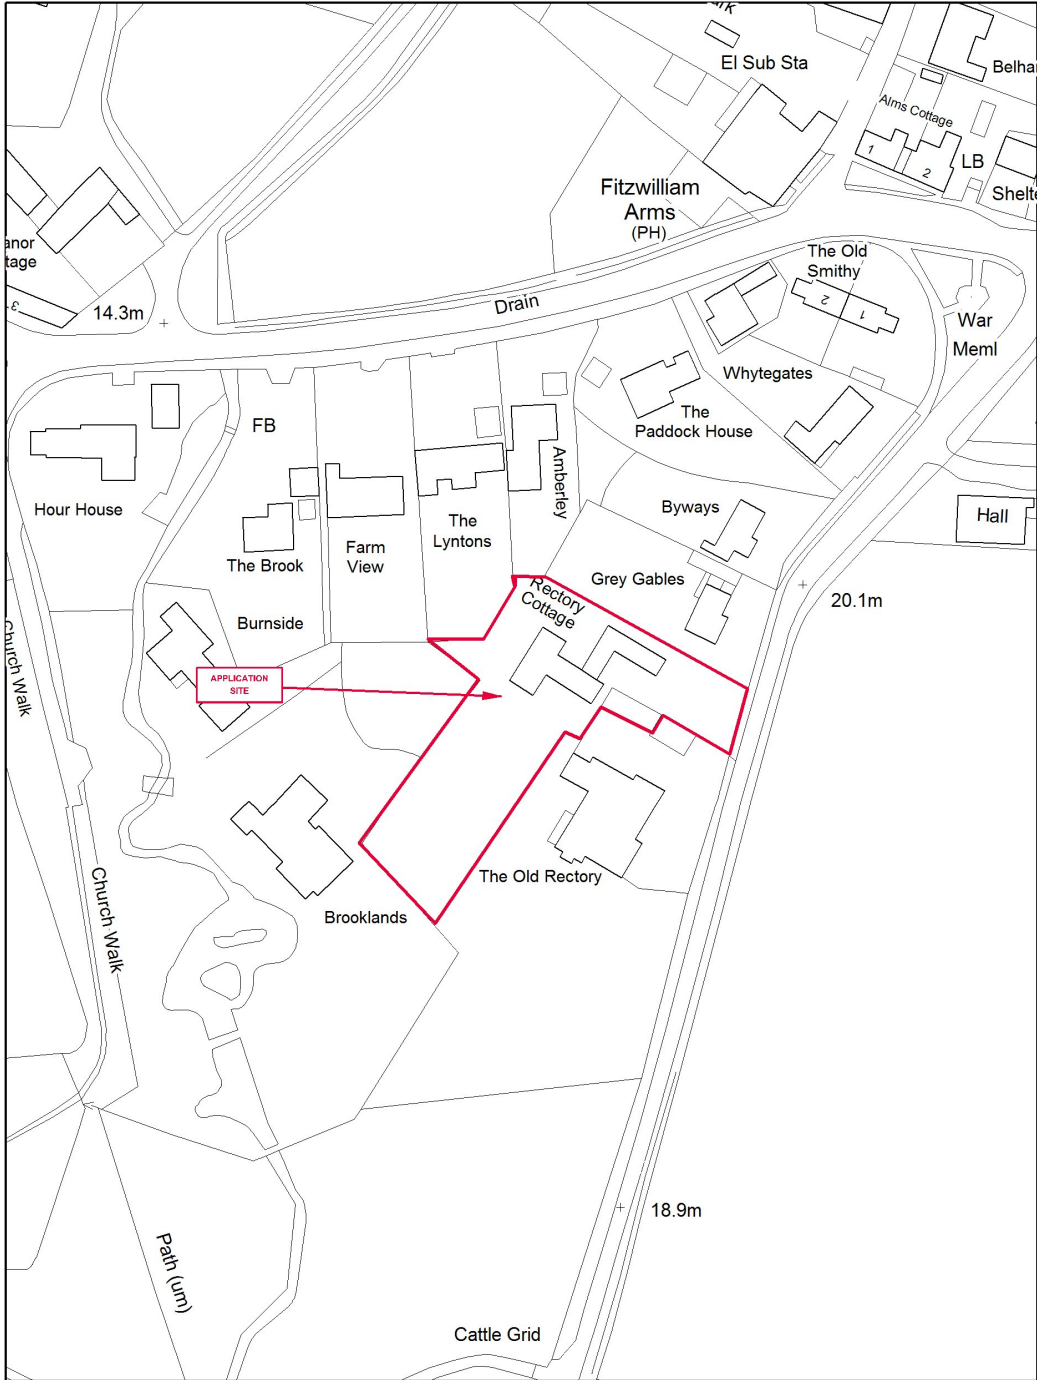 El Sub Sta
Belha
Alms Cottage
1
2
LB
Shelte
Fitzwilliam
Arms
(PH)
anor
tage
3
14.3m
Drain
The Old
Smithy
2
1
War
Meml
Whytegates
The
Paddock House
FB
Amberley
Hour House
The
Lyntons
Byways
Hall
Farm
View
The Brook
Grey Gables
20.1m
Rectory
Cottage
Burnside
Church Walk
APPLICATION
SITE
The Old Rectory
Church Walk
Brooklands
18.9m
Path (um)
Cattle Grid